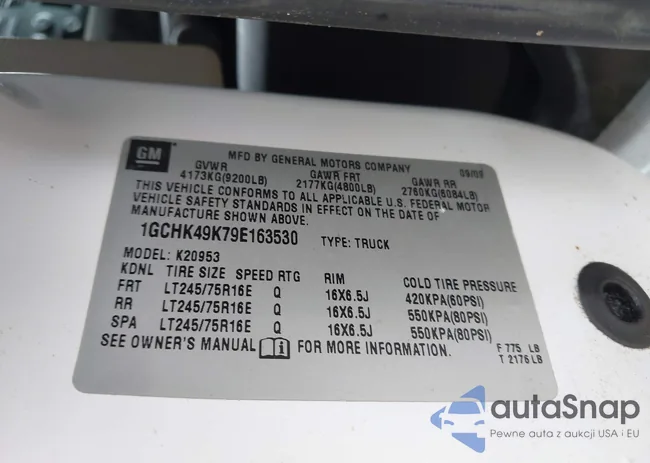 GM
MFD BY GENERAL MOTORS COMPANY
09/09
GVWR GAWR FRT GAWR RR
4173KG(9200LB) 2177KG(4800LB) 2760KG(6084LB)
THIS VEHICLE CONFORMS TO ALL APPLICABLE U.S. FEDERAL MOTOR
VEHICLE SAFETY STANDARDS IN EFFECT ON THE DATE OF
MANUFACTURE SHOWN ABOVE.
1GCHK49K79E163530 TYPE: TRUCK
MODEL: K20953
KDNL TIRE SIZE SPEED RTG RIM COLD TIRE PRESSURE
FRT LT245/75R16E Q 16X6.5J 420KPA(60PSI)
RR LT245/75R16E Q 16X6.5J 550KPA(80PSI)
SPA LT245/75R16E Q 16X6.5J 550KPA(80PSI)
SEE OWNER'S MANUAL i FOR MORE INFORMATION.
F 775 LB
T 2176 LB
autoSnap
Pewne auta z aukcji USA i EU